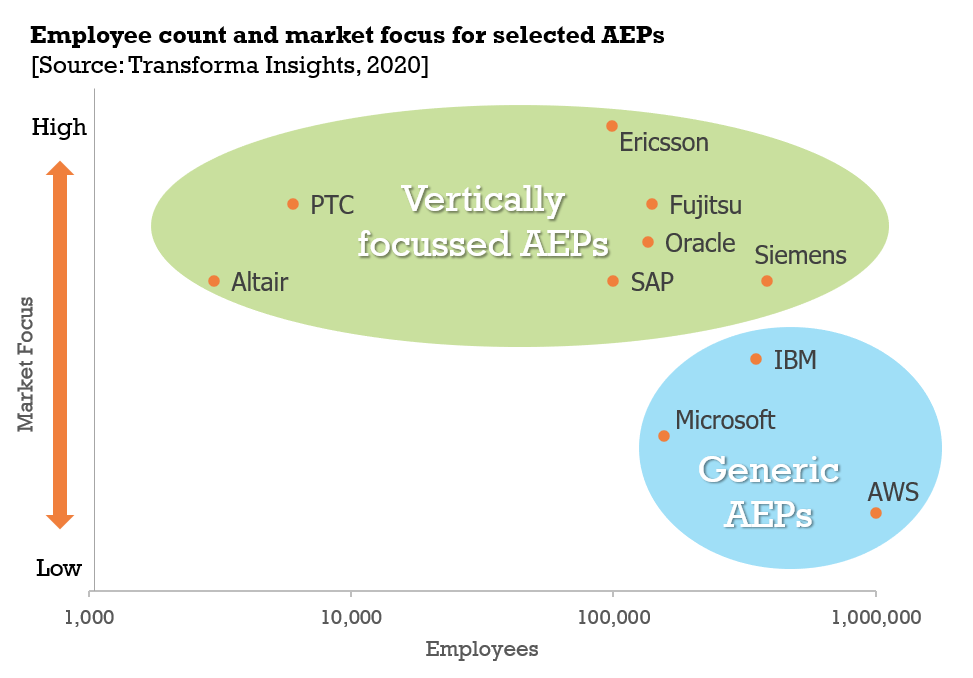 Employee count and market focus for selected AEPs
[Source: Transforma Insights, 2020]
High
Ericsson
PTC
Vertically
focussed AEPs
Fujitsu
Oracle
Siemens
Altair
SAP
Market Focus
IBM
Microsoft
Generic
AEPs
AWS
Low
1,000
10,000
100,000
1,000,000
Employees